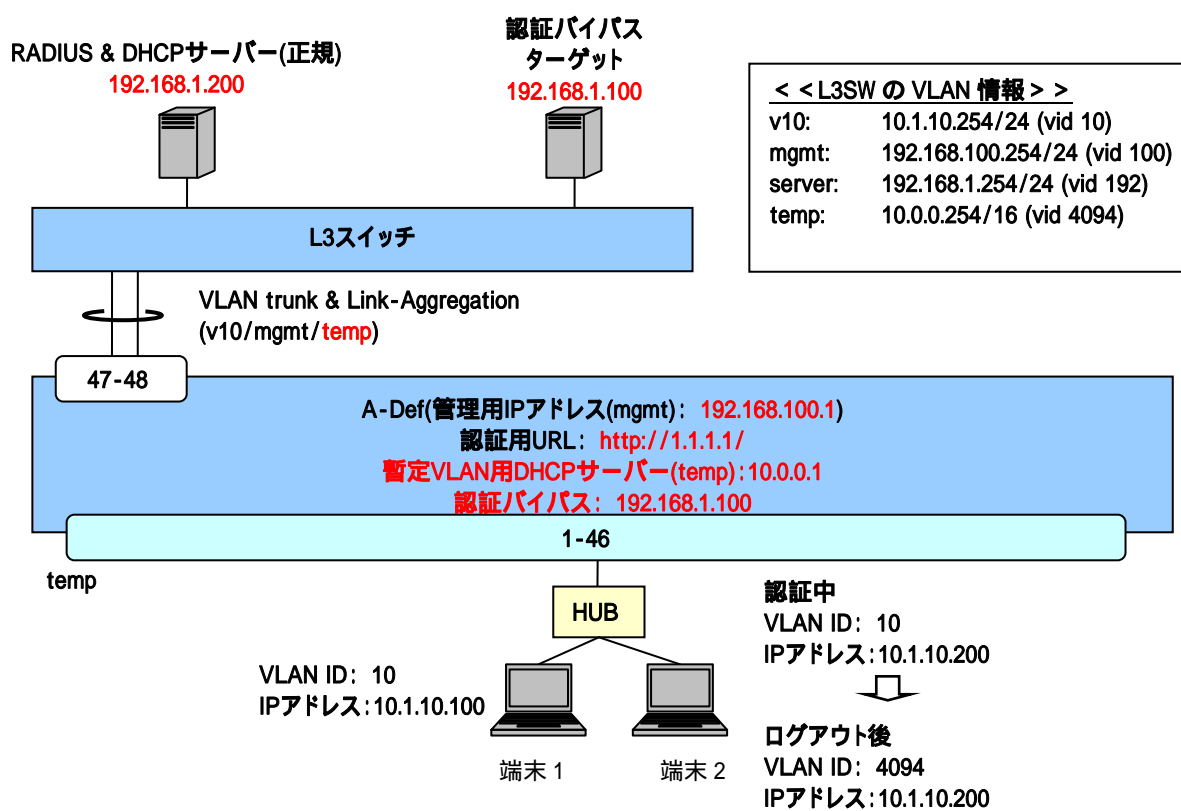 RADIUS & DHCPサーバー(正規)
192.168.1.200
認証バイパス
ターゲット
192.168.1.100
<<L3SW の VLAN 情報>>
v10: 10.1.10.254/24 (vid 10)
mgmt: 192.168.100.254/24 (vid 100)
server: 192.168.1.254/24 (vid 192)
temp: 10.0.0.254/16 (vid 4094)
L3スイッチ
VLAN trunk & Link-Aggregation
(v10/mgmt/temp)
47-48
A-Def(管理用IPアドレス(mgmt): 192.168.100.1)
認証用URL: http://1.1.1.1/
暫定VLAN用DHCPサーバー(temp):10.0.0.1
認証バイパス: 192.168.1.100
1-46
temp
HUB
VLAN ID: 10
IPアドレス:10.1.10.100
端末 1
端末 2
認証中
VLAN ID: 10
IPアドレス:10.1.10.200
ログアウト後
VLAN ID: 4094
IPアドレス:10.1.10.200